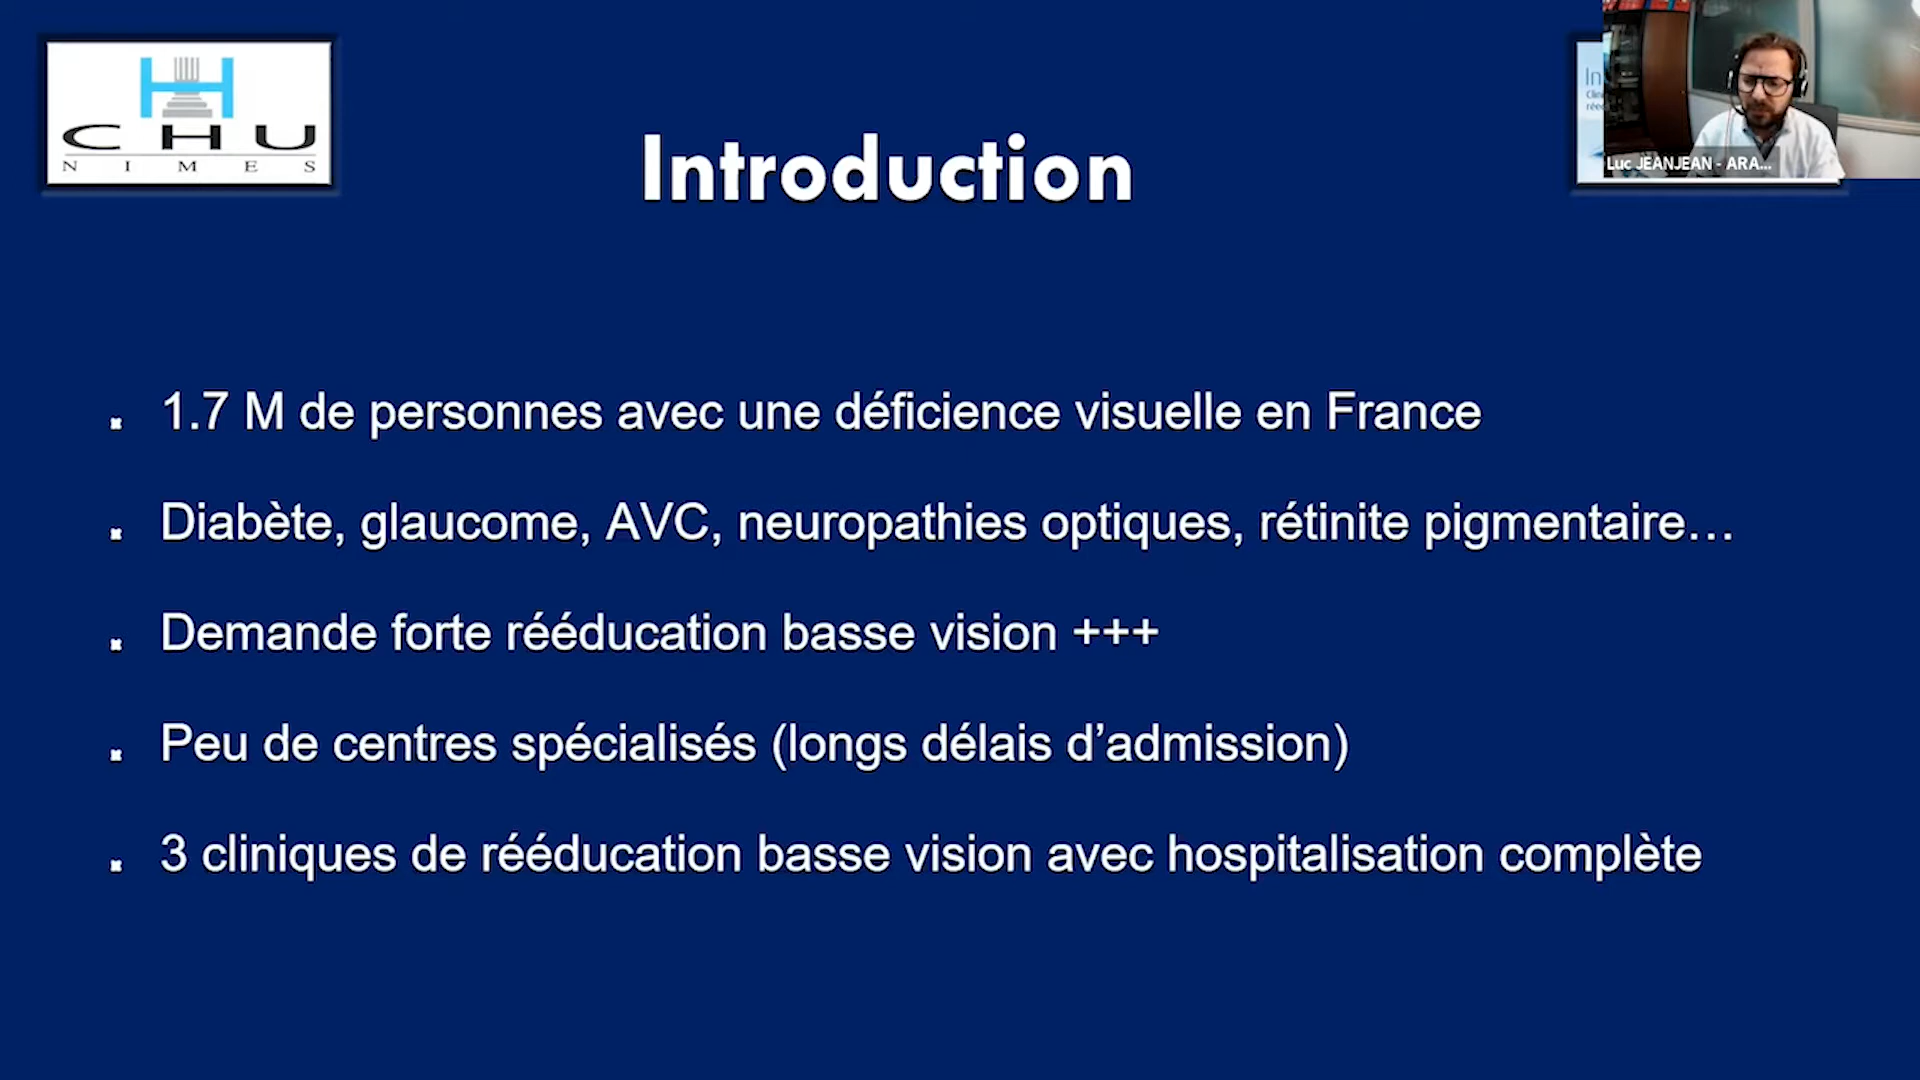 CHU
NIMES
Introduction
Luc JEANJEAN - ARA...
1.7 M de personnes avec une déficience visuelle en France
Diabète, glaucome, AVC, neuropathies optiques, rétinite pigmentaire…
Demande forte rééducation basse vision +++
Peu de centres spécialisés (longs délais d’admission)
3 cliniques de rééducation basse vision avec hospitalisation complète